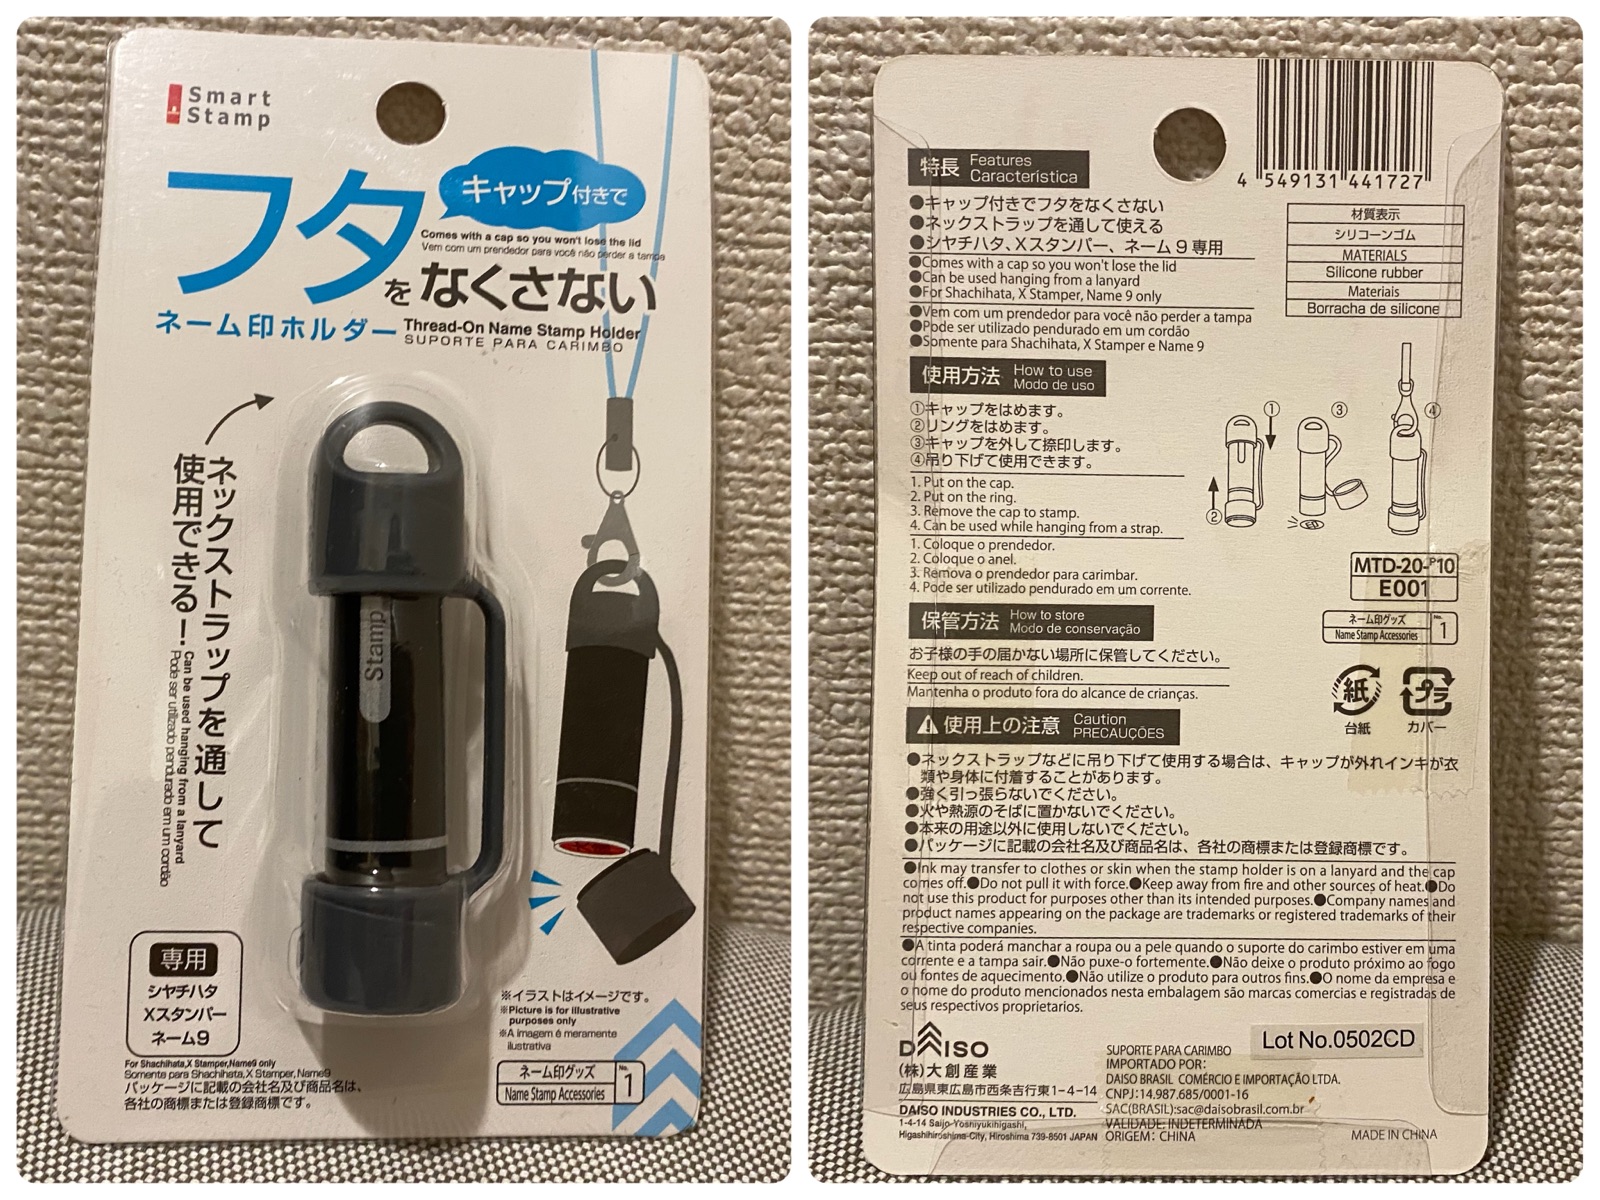 Smart
Stamp
キャップ付きで
フタをなくさない
Comes with a cap so you won't lose the lid
Vem com um prendedor para você não perder a tampa
ネーム印ホルダー
Thread-On Name Stamp Holder
SUPORTE PARA CARIMBO
ネックストラップを通して
使用できる!
Can be used hanging from a lanyard
Pode ser utilizado pendurado em um cordão
Stamp
専用
シヤチハタ
Xスタンパー
ネーム9
For Shachihata,X Stamper,Name9 only
Somente para Shachihata,X Stamper, Name9
パッケージに記載の会社名及び商品名は、
各社の商標または登録商標です。
※イラストはイメージです。
※Picture is for illustrative
purposes only
※A imagem é meramente
ilustrativa
ネーム印グッズ
Name Stamp Accessories
No.
1
4 549131 441727
特長 Features
Característica
●キャップ付きでフタをなくさない
●ネックストラップを通して使える
●シヤチハタ、Xスタンパー、ネーム9専用
●Comes with a cap so you won't lose the lid
●Can be used hanging from a lanyard
●For Shachihata, X Stamper, Name 9 only
●Vem com um prendedor para você não perder a tampa
●Pode ser utilizado pendurado em um cordão
●Somente para Shachihata, X Stamper e Name 9
材質表示
シリコーンゴム
MATERIALS
Silicone rubber
Materiais
Borracha de silicone
使用方法 How to use
Modo de uso
①キャップをはめます。
②リングをはめます。
③キャップを外して捺印します。
④吊り下げて使用できます。
1. Put on the cap.
2. Put on the ring.
3. Remove the cap to stamp.
4. Can be used while hanging from a strap.
1. Coloque o prendedor.
2. Coloque o anel.
3. Remova o prendedor para carimbar.
4. Pode ser utilizado pendurado em um corrente.
① ② ③ ④
MTD-20-P10
E001
ネーム印グッズ
Name Stamp Accessories
No.
1
保管方法 How to store
Modo de conservação
お子様の手の届かない場所に保管してください。
Keep out of reach of children.
Mantenha o produto fora do alcance de crianças.
紙
台紙
プラ
カバー
使用上の注意 Caution
PRECAUÇÕES
●ネックストラップなどに吊り下げて使用する場合は、キャップが外れインキが衣
類や身体に付着することがあります。
●強く引っ張らないでください。
●火や熱源のそばに置かないでください。
●本来の用途以外に使用しないでください。
●パッケージに記載の会社名及び商品名は、各社の商標または登録商標です。
●Ink may transfer to clothes or skin when the stamp holder is on a lanyard and the cap
comes off.●Do not pull it with force.●Keep away from fire and other sources of heat.●Do
not use this product for purposes other than its intended purposes.●Company names and
product names appearing on the package are trademarks or registered trademarks of their
respective companies.
●A tinta poderá manchar a roupa ou a pele quando o suporte do carimbo estiver em uma
corrente e a tampa sair.●Não puxe-o fortemente.●Não deixe o produto próximo ao fogo
ou fontes de aquecimento.●Não utilize o produto para outros fins.●O nome da empresa e
o nome do produto mencionados nesta embalagem são marcas comercias e registradas de
seus respectivos proprietarios.
DAISO
(株)大創産業
広島県東広島市西条吉行東1-4-14
DAISO INDUSTRIES CO., LTD.
1-4-14 Saijo-Yoshiyukihigashi,
Higashihiroshima-City, Hiroshima 739-8501 JAPAN
SUPORTE PARA CARIMBO
IMPORTADO POR:
DAISO BRASIL COMÉRCIO E IMPORTAÇÃO LTDA.
CNPJ:14.987.685/0001-16
SAC(BRASIL):sac@daisobrasil.com.br
VALIDADE: INDETERMINADA
ORIGEM: CHINA
Lot No.0502CD
MADE IN CHINA